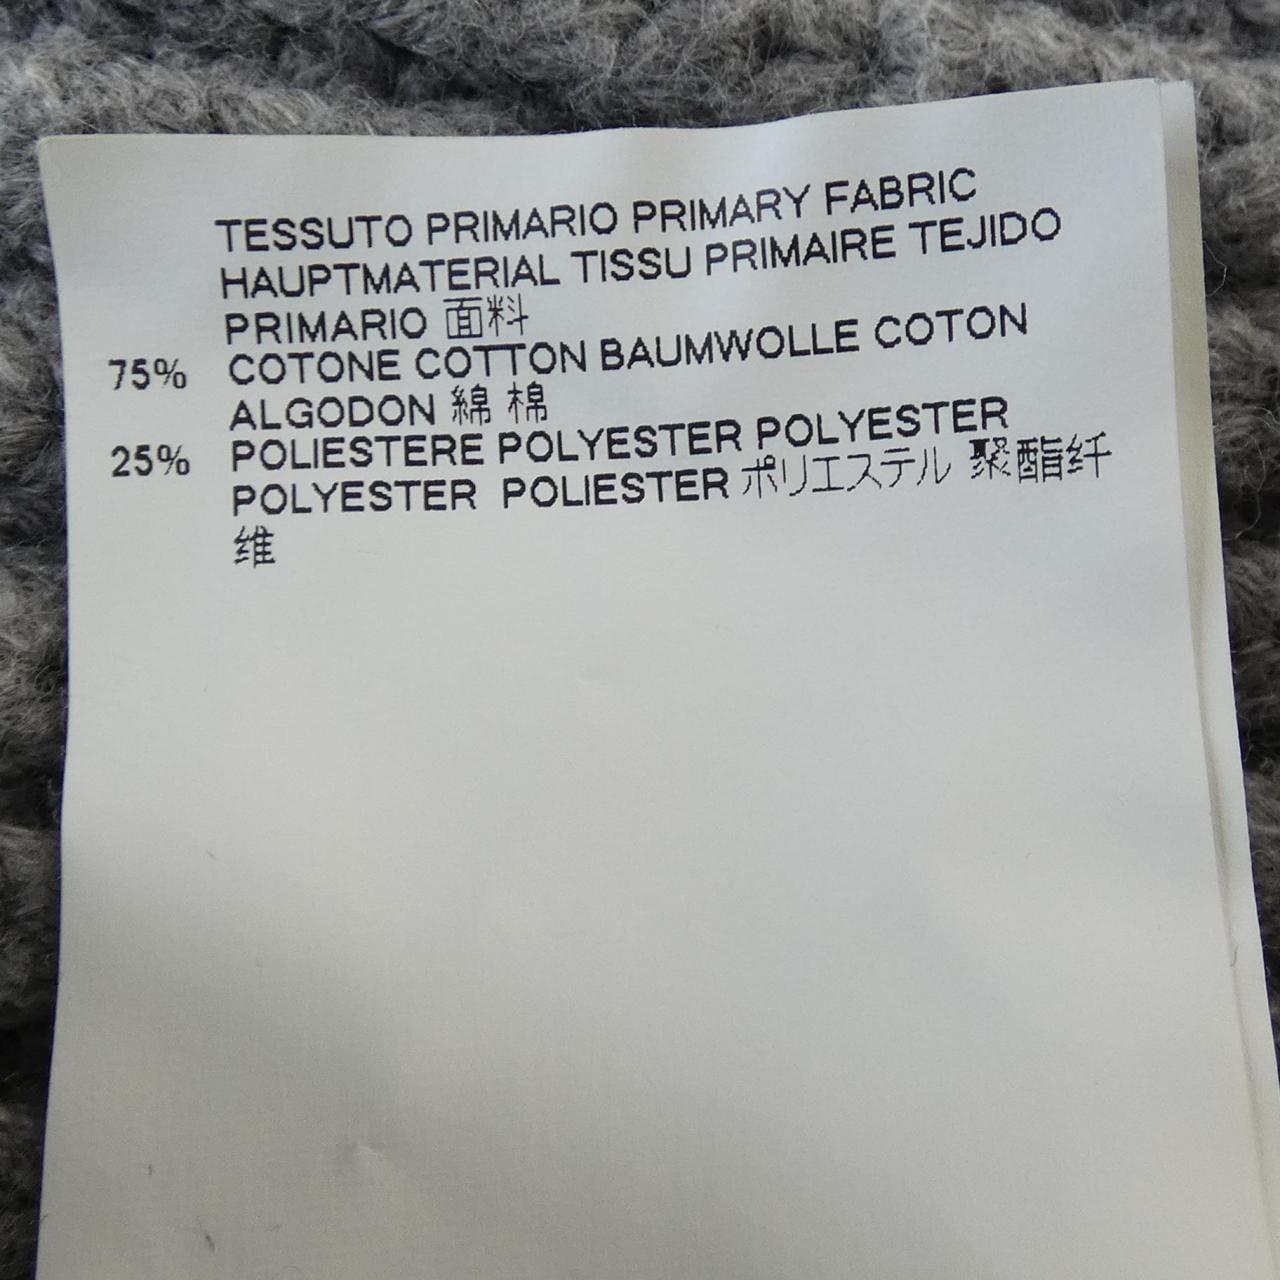 TESSUTO PRIMARIO PRIMARY FABRIC
HAUPTMATERIAL TISSU PRIMAIRE TEJIDO
PRIMARIO 面料
75% COTONE COTTON BAUMWOLLE COTON
ALGODON 綿 棉
25% POLIESTERE POLYESTER POLYESTER
POLYESTER POLIESTER ポリエステル 聚酯纤
维